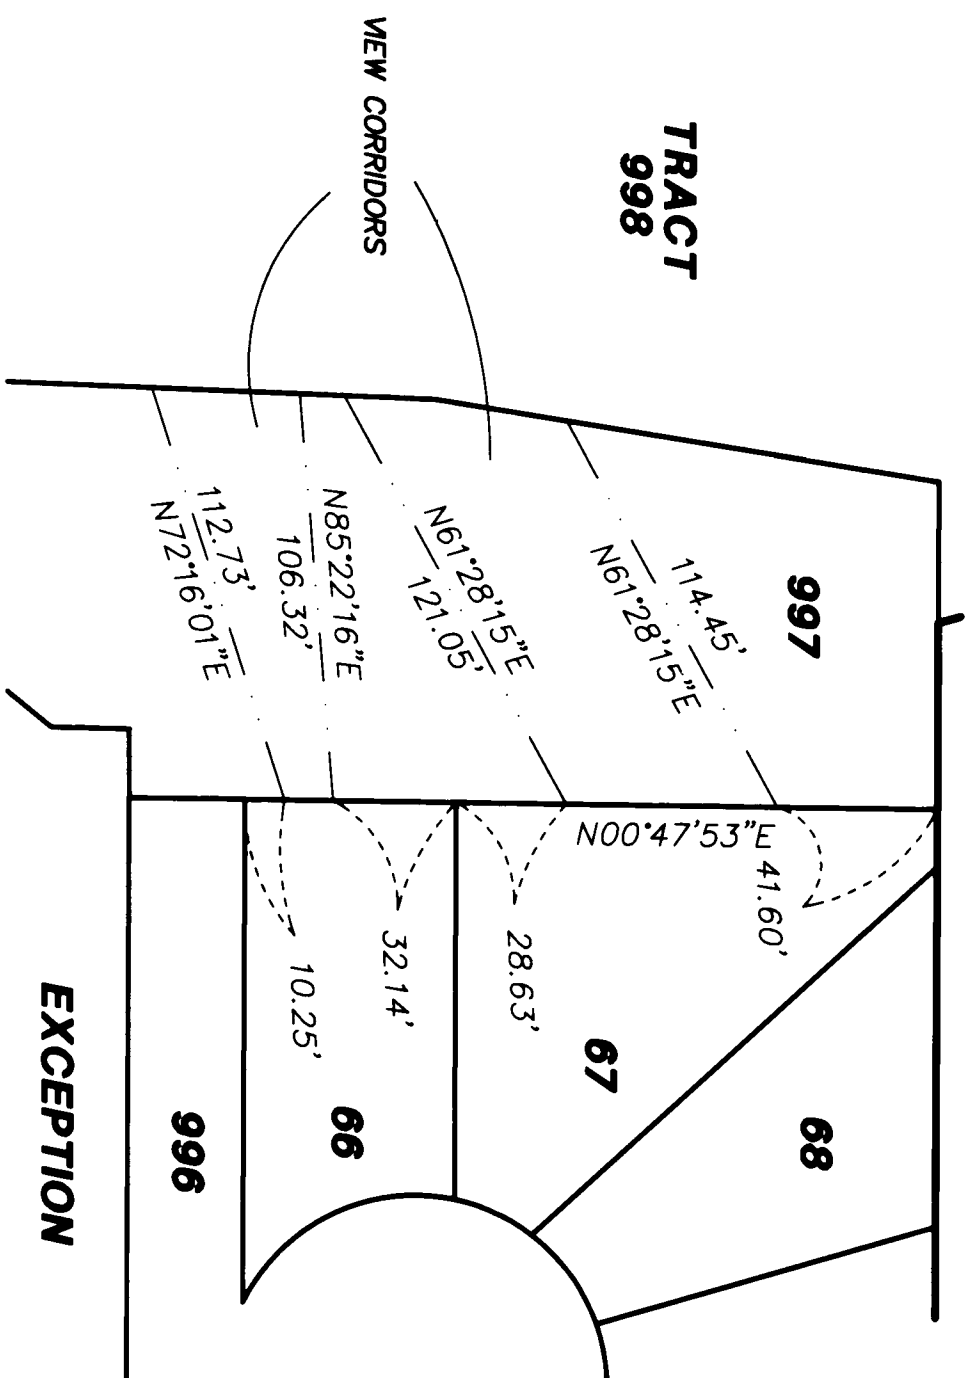 TRACT
998
VIEW CORRIDORS
997
114.45'
N61°28'15"E
N61°28'15"E
121.05'
N85°22'16"E
106.32'
112.73'
N72°16'01"E
N00°47'53"E
41.60'
28.63'
32.14'
10.25'
68
67
66
996
EXCEPTION